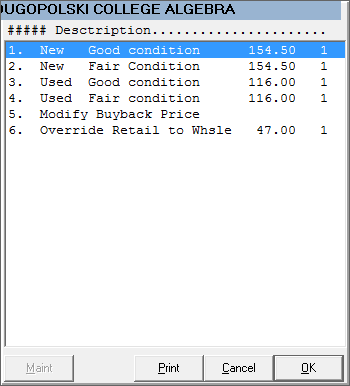 DUGOPOLSKI COLLEGE ALGEBRA
##### Desctription......................
1. New Good condition 154.50 1
2. New Fair Condition 154.50 1
3. Used Good condition 116.00 1
4. Used Fair condition 116.00 1
5. Modify Buyback Price
6. Override Retail to Whsle 47.00 1
Maint Print Cancel OK